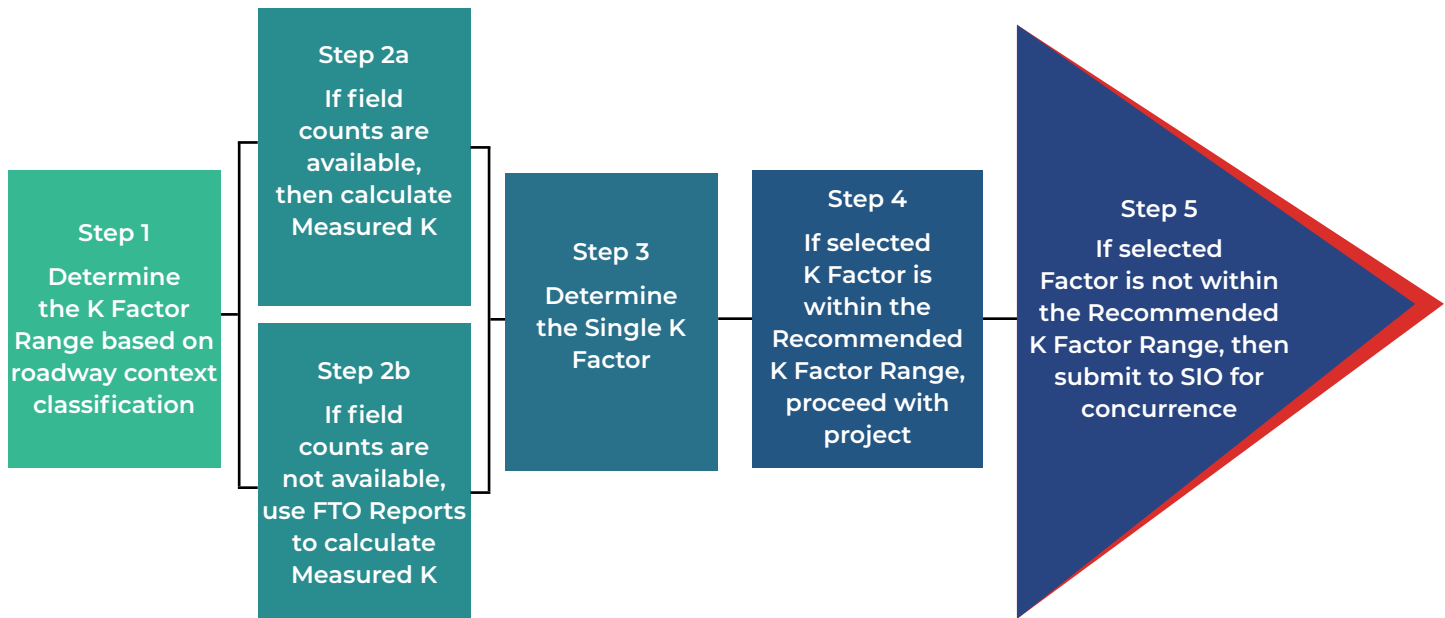 Step 1
Determine
the K Factor
Range based on
roadway context
classification
Step 2a
If field
counts are
available,
then calculate
Measured K
Step 2b
If field
counts are
not available,
use FTO Reports
to calculate
Measured K
Step 3
Determine
the Single K
Factor
Step 4
If selected
K Factor is
within the
Recommended
K Factor Range,
proceed with
project
Step 5
If selected
Factor is not within
the Recommended
K Factor Range, then
submit to SIO for
concurrence